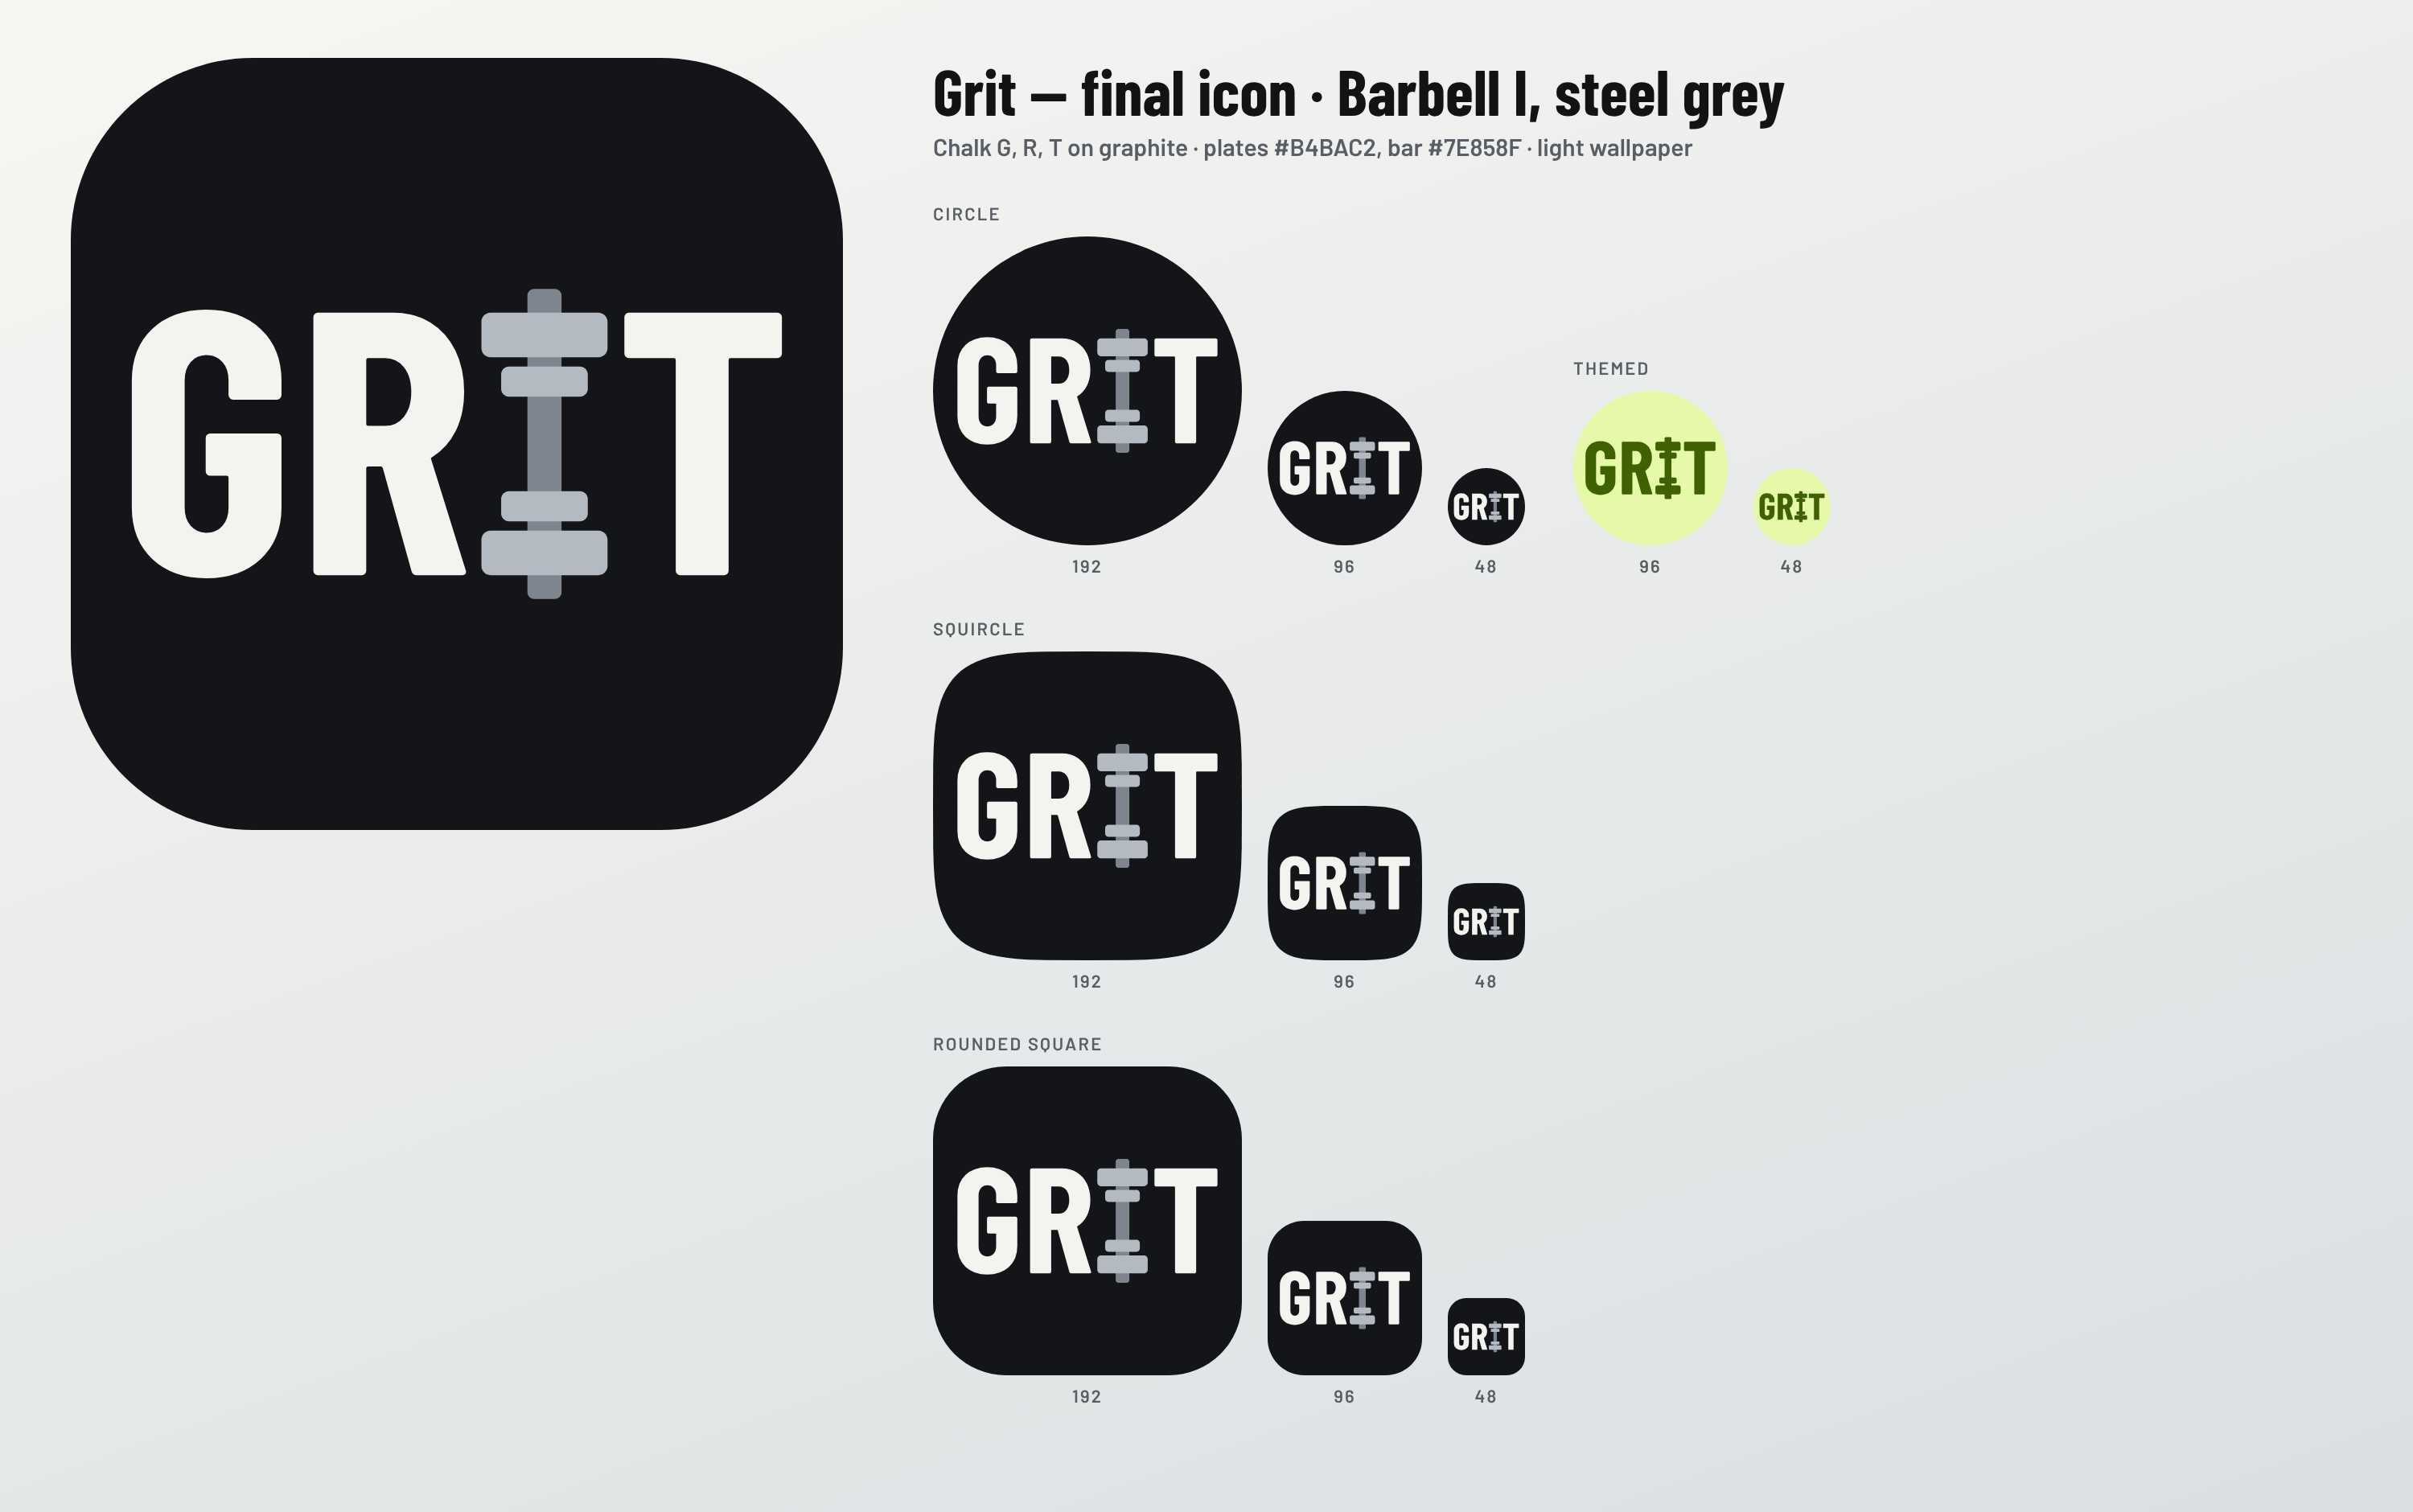 GRIT
Grit — final icon · Barbell I, steel grey
Chalk G, R, T on graphite · plates #B4BAC2, bar #7E858F · light wallpaper
CIRCLE
GRIT
GRIT
GRIT
THEMED
GRIT
GRIT
192
96
48
96
48
SQUIRCLE
GRIT
GRIT
GRIT
192
96
48
ROUNDED SQUARE
GRIT
GRIT
GRIT
192
96
48